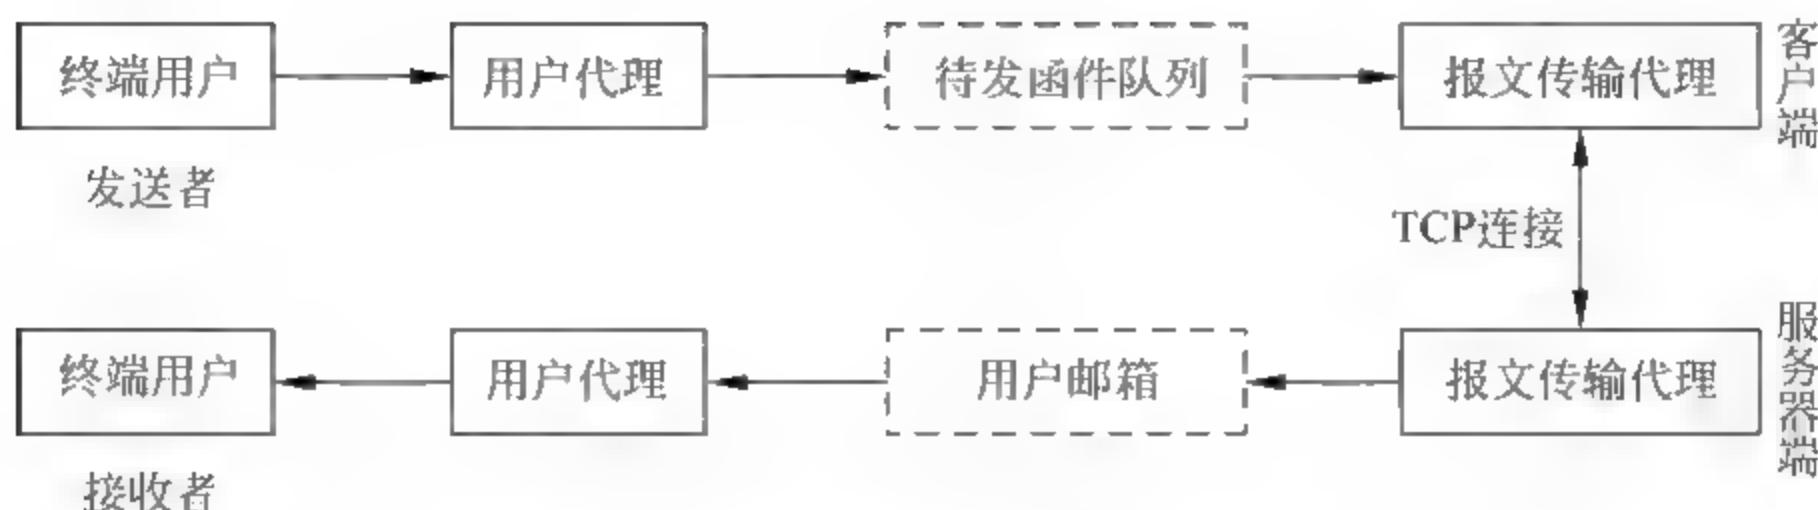 终端用户
用户代理
待发函件队列
报文传输代理
客户端
发送者
TCP连接
终端用户
用户代理
用户邮箱
报文传输代理
服务器端
接收者